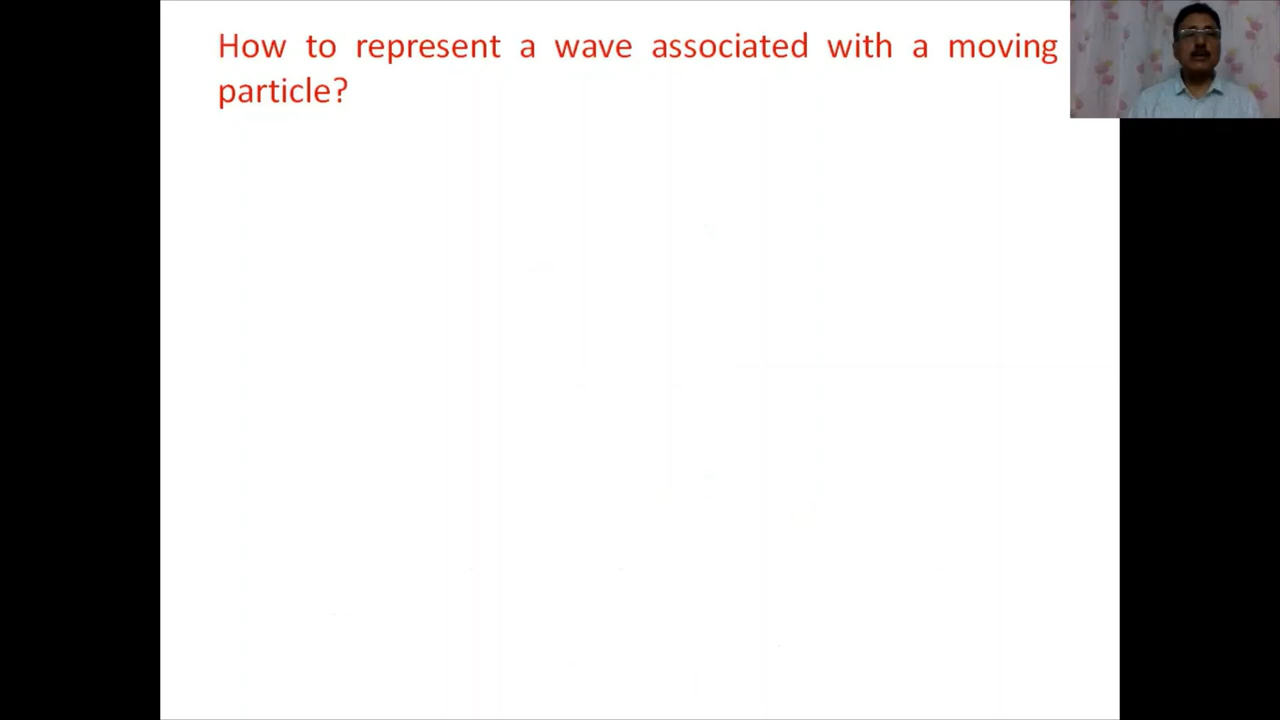 How to represent a wave associated with a moving
particle?